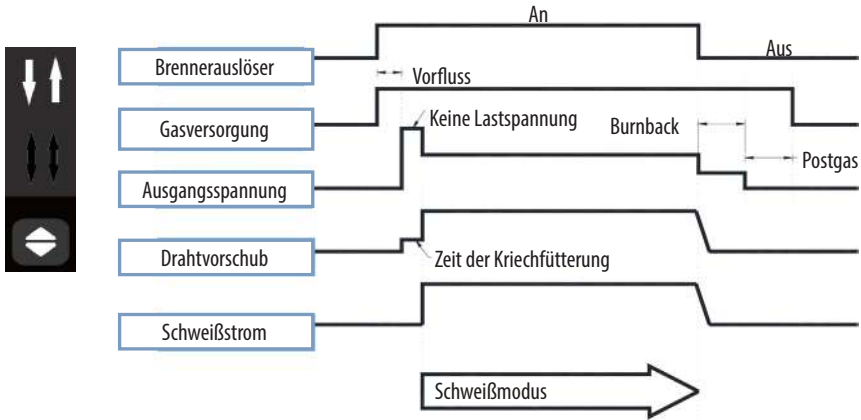 An
Aus
Brennerauslöser
Vorfluss
Gasversorgung
Keine Lastspannung
Burnback
Postgas
Ausgangsspannung
Drahtvorschub
Zeit der Kriechfütterung
Schweißstrom
Schweißmodus